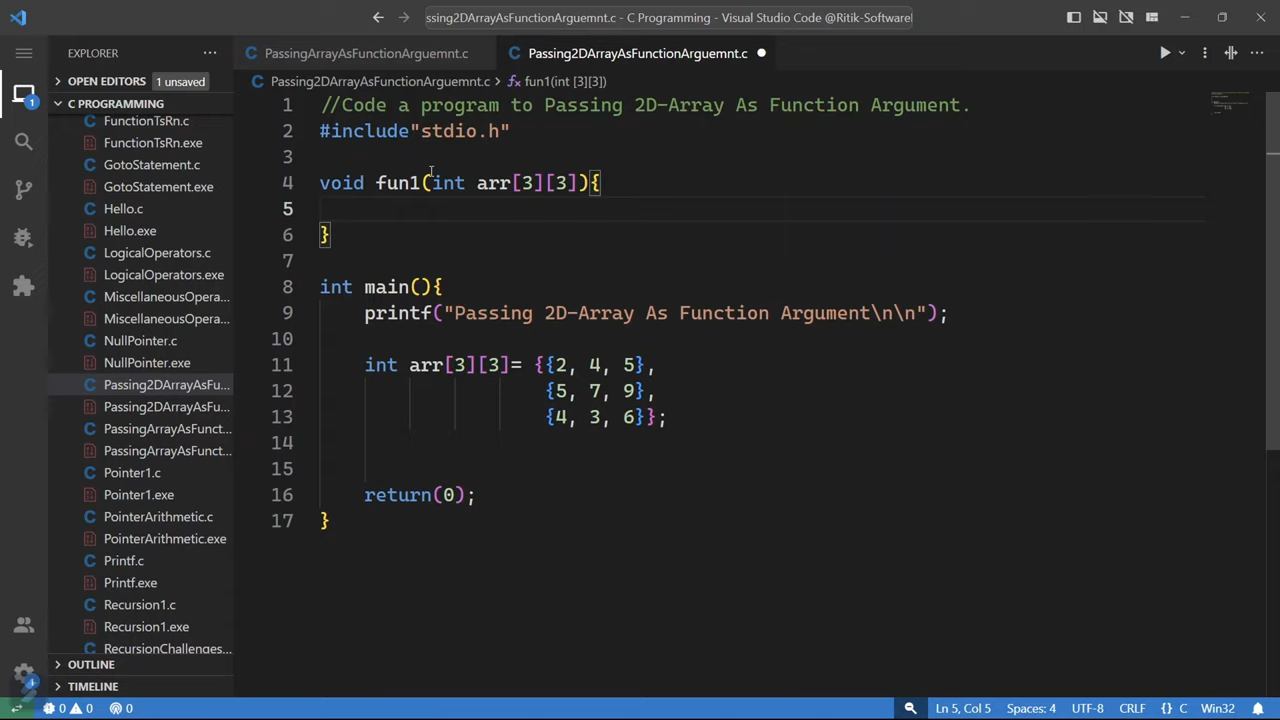 ssing2DArrayAsFunctionArguemnt.c - C Programming - Visual Studio Code @Ritik-Software
EXPLORER
PassingArrayAsFunctionArguemnt.c
Passing2DArrayAsFunctionArguemnt.c
OPEN EDITORS 1 unsaved
Passing2DArrayAsFunctionArguemnt.c > fun1(int [3][3])
C PROGRAMMING
FunctionTsRn.c
FunctionTsRn.exe
GotoStatement.c
GotoStatement.exe
Hello.c
Hello.exe
LogicalOperators.c
LogicalOperators.exe
MiscellaneousOpera...
MiscellaneousOpera...
NullPointer.c
NullPointer.exe
Passing2DArrayAsFu...
Passing2DArrayAsFu...
PassingArrayAsFunct...
PassingArrayAsFunct...
Pointer1.c
Pointer1.exe
PointerArithmetic.c
PointerArithmetic.exe
Printf.c
Printf.exe
Recursion1.c
Recursion1.exe
RecursionChallenges...
OUTLINE
TIMELINE
1 //Code a program to Passing 2D-Array As Function Argument.
2 #include"stdio.h"
3
4 void fun1(int arr[3][3]){
5
6 }
7
8 int main(){
9 printf("Passing 2D-Array As Function Argument\n\n");
10
11 int arr[3][3]= {{2, 4, 5},
12 {5, 7, 9},
13 {4, 3, 6}};
14
15
16 return(0);
17 }
0 0 0 Ln 5, Col 5 Spaces: 4 UTF-8 CRLF {} C Win32